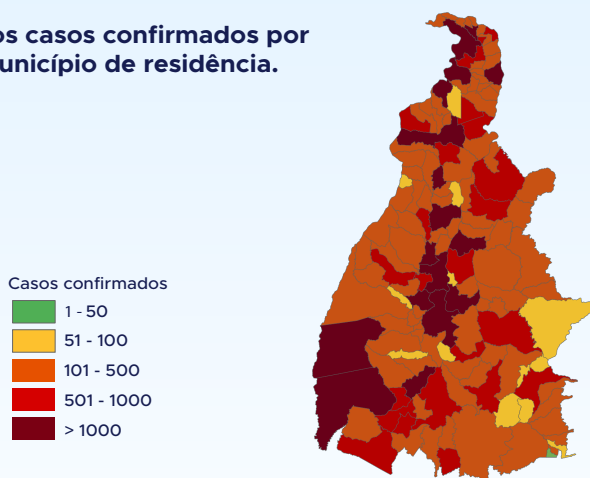 os casos confirmados por
unicípio de residência.
Casos confirmados
1 - 50
51 - 100
101 - 500
501 - 1000
> 1000